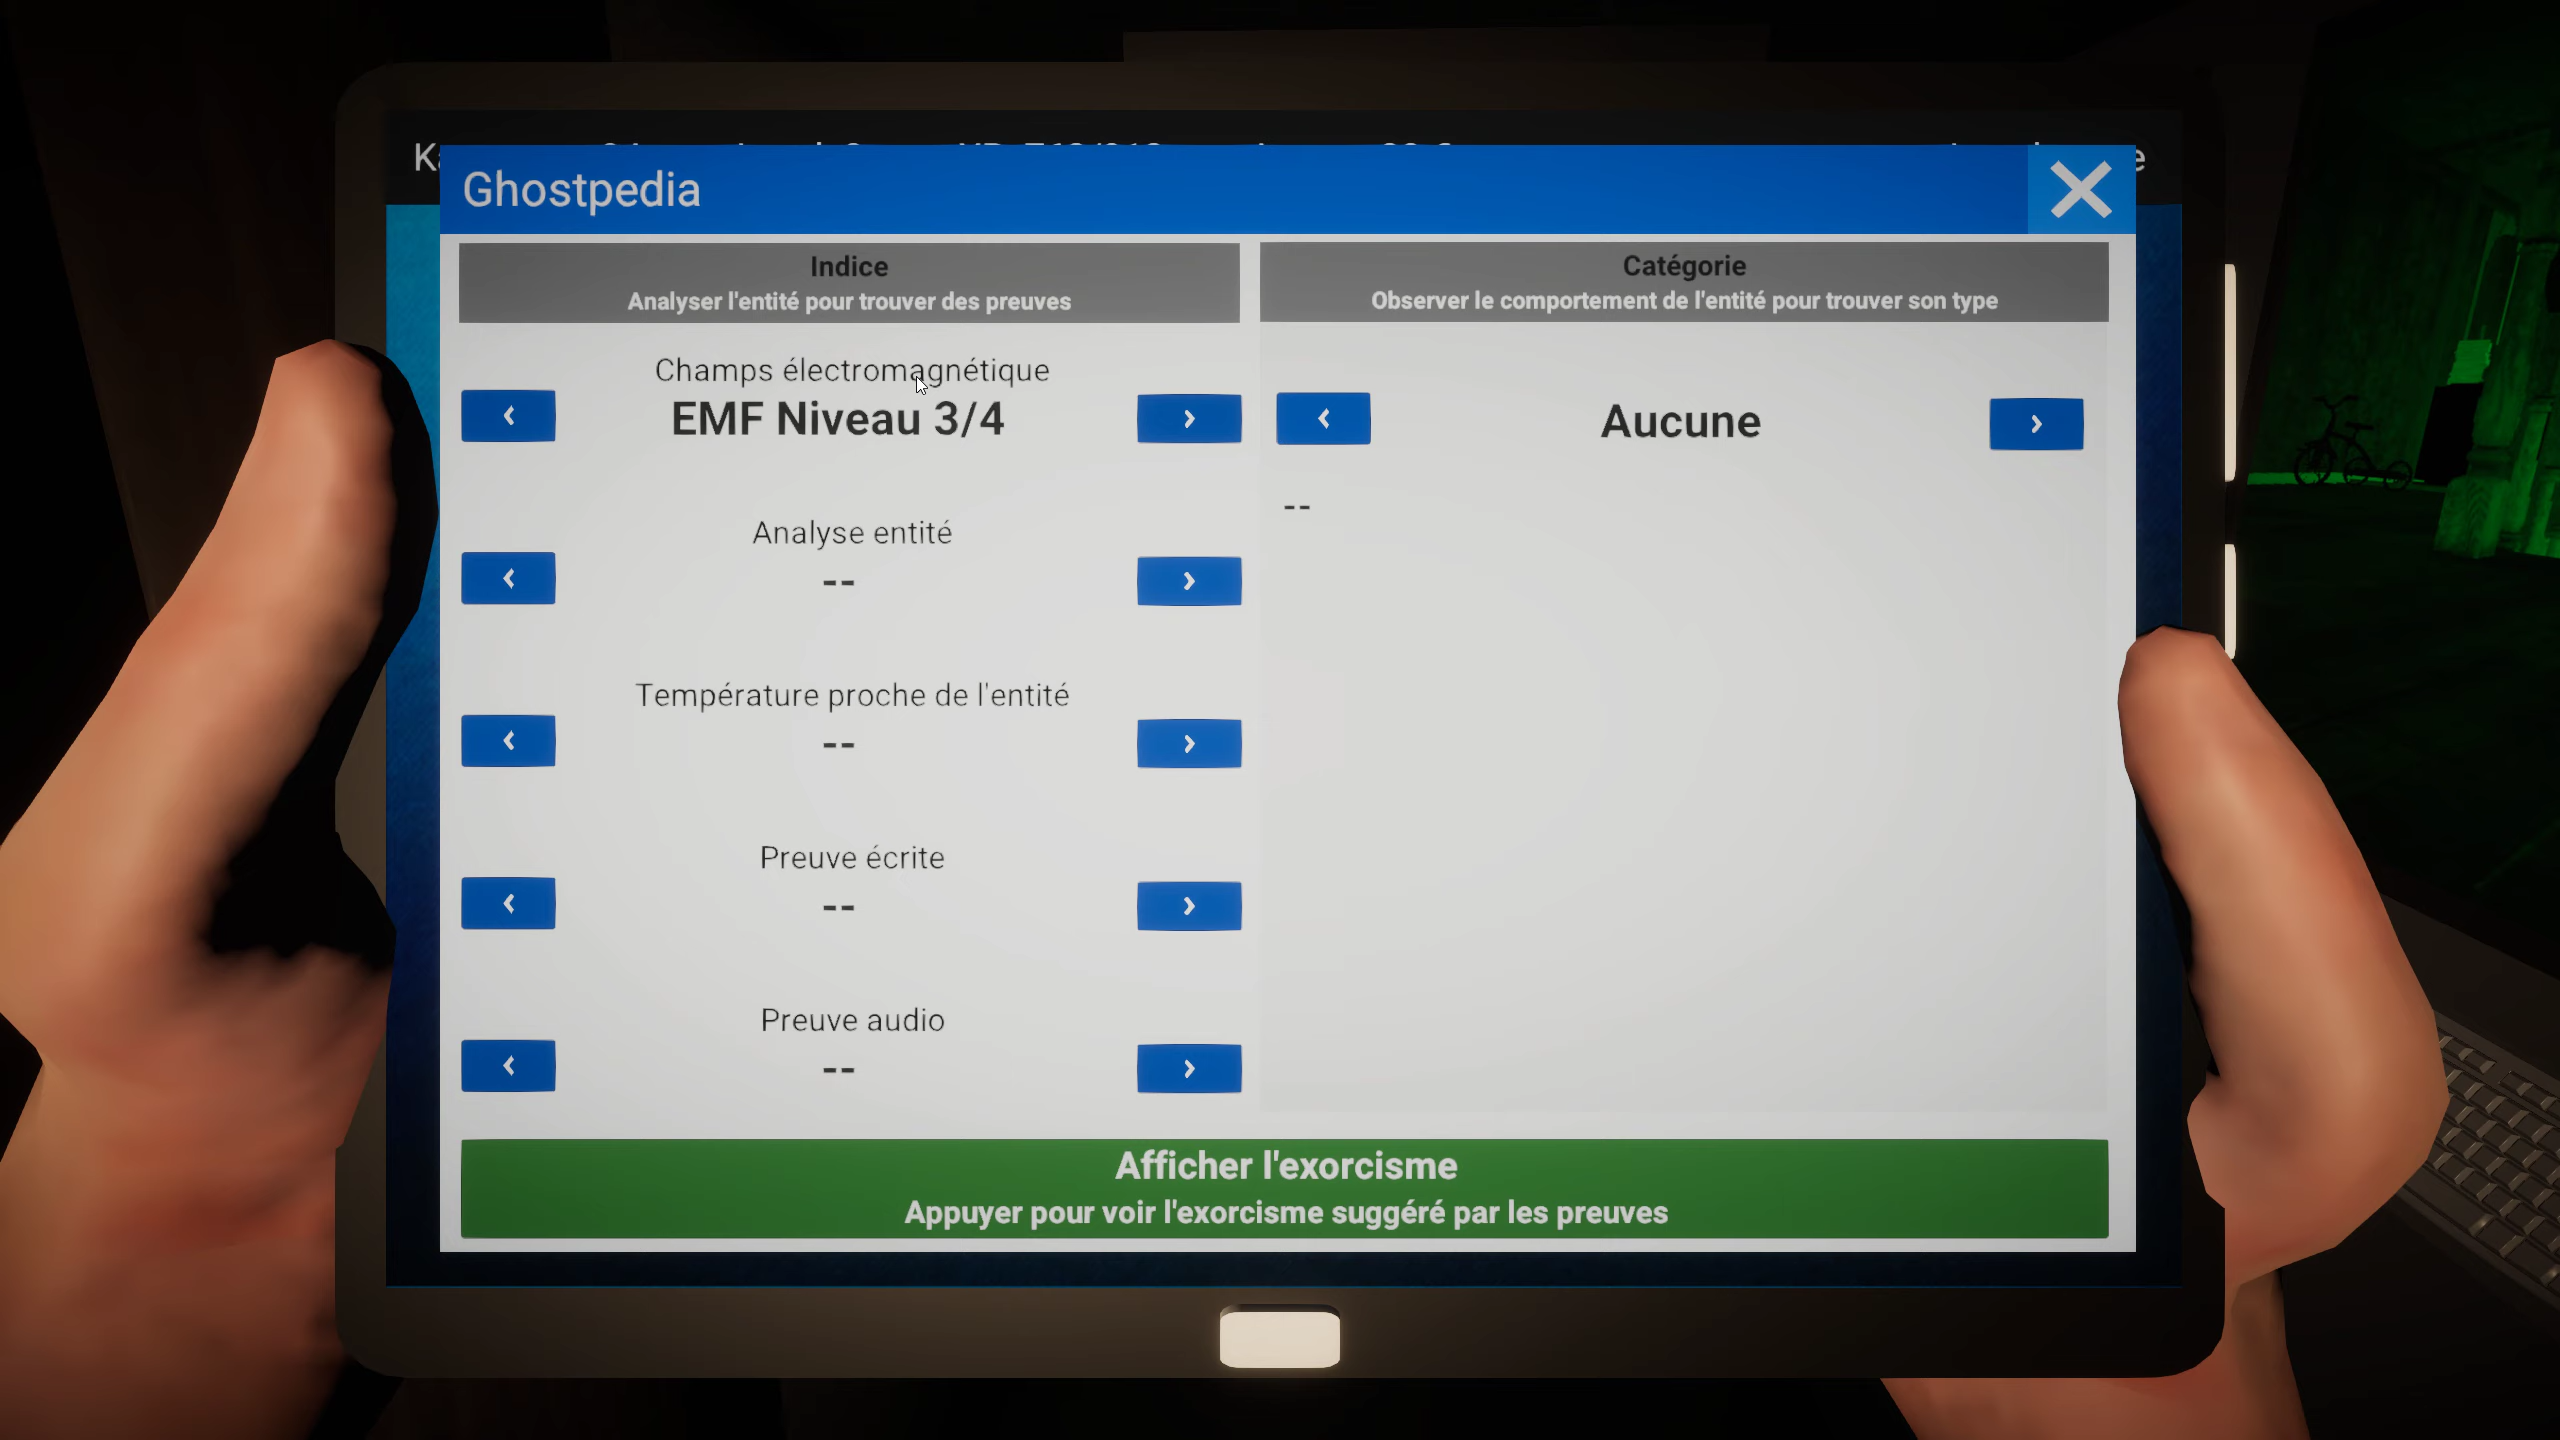 Ghostpedia
Indice
Analyser l'entité pour trouver des preuves
Champs électromagnétique
EMF Niveau 3/4
Analyse entité
--
Température proche de l'entité
--
Preuve écrite
--
Preuve audio
--
Catégorie
Observer le comportement de l'entité pour trouver son type
Aucune
--
Afficher l'exorcisme
Appuyer pour voir l'exorcisme suggéré par les preuves